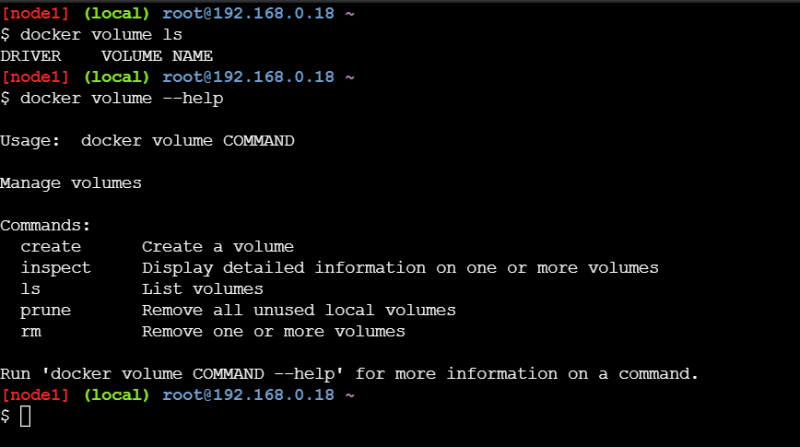 [node1] (local) root@192.168.0.18 ~
$ docker volume ls
DRIVER    VOLUME NAME
[node1] (local) root@192.168.0.18 ~
$ docker volume --help
Usage:  docker volume COMMAND
Manage volumes
Commands:
  create      Create a volume
  inspect     Display detailed information on one or more volumes
  ls          List volumes
  prune       Remove all unused local volumes
  rm          Remove one or more volumes
Run 'docker volume COMMAND --help' for more information on a command.
[node1] (local) root@192.168.0.18 ~
$